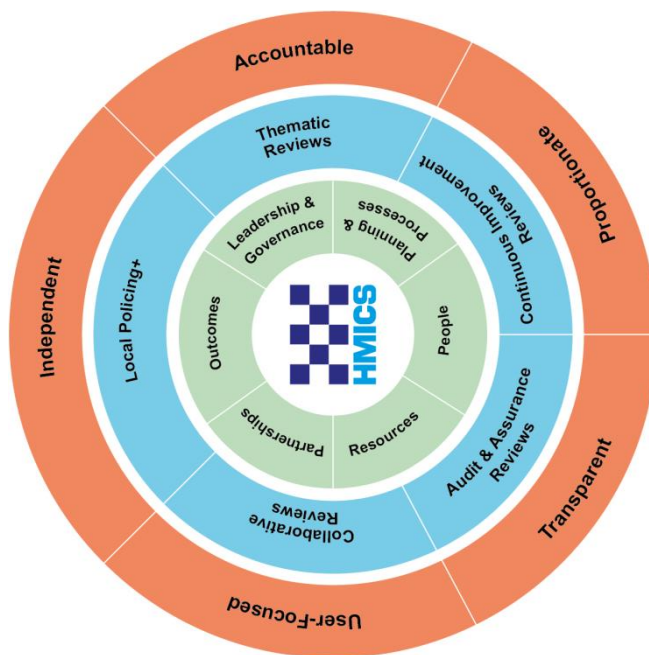 Accountable
Proportionate
Transparent
User-Focused
Independent
Thematic
Reviews
Continuous Improvement
Reviews
Audit & Assurance
Reviews
Collaborative
Reviews
Local Policing+
Leadership &
Governance
Planning &
Processes
People
Resources
Partnerships
Outcomes
HMICS